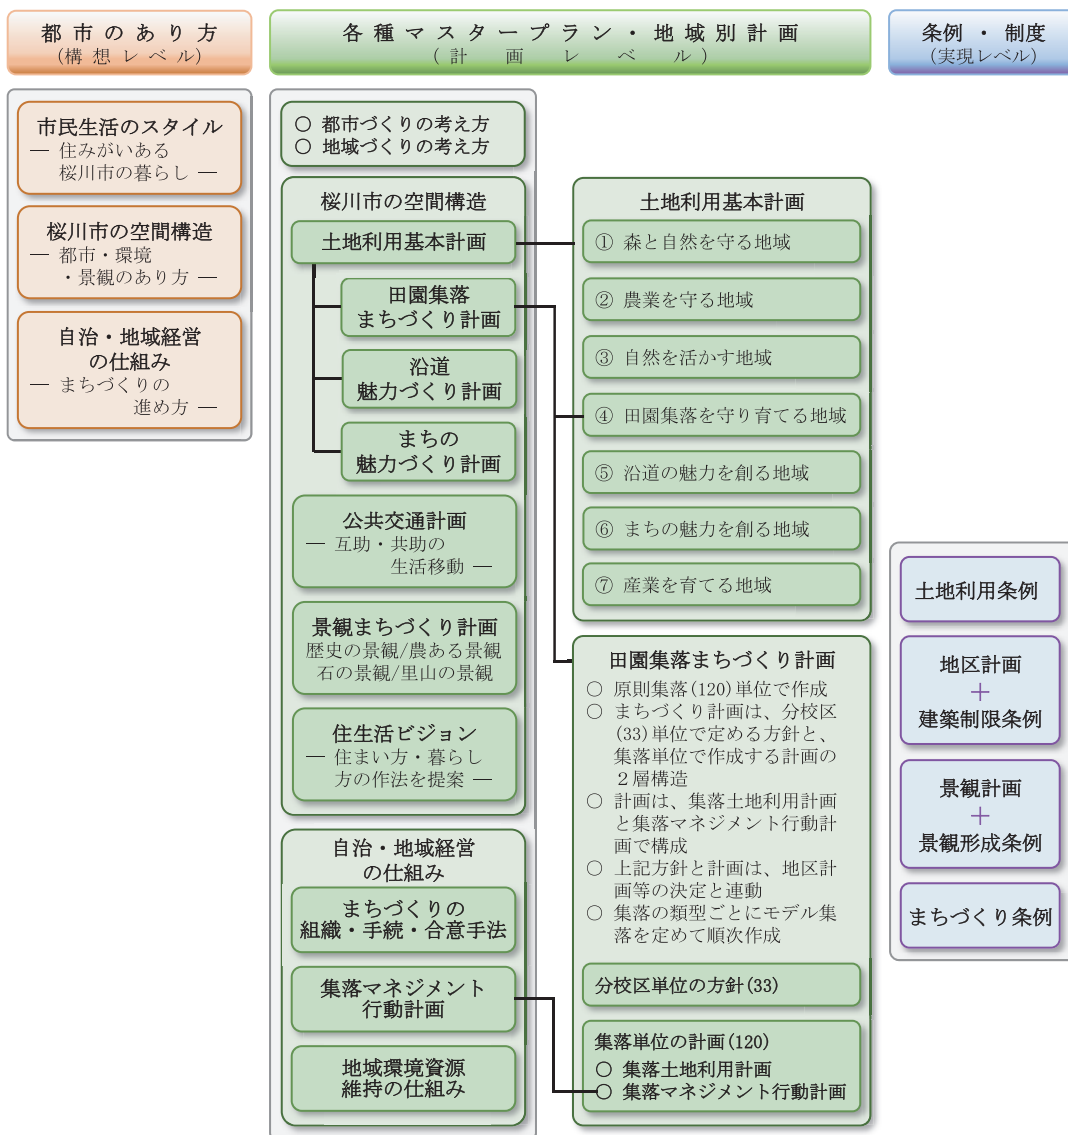 都市のあり方
(構想レベル)
各種マスタープラン・地域別計画
(計画レベル)
条例・制度
(実現レベル)
市民生活のスタイル
― 住みがいある
桜川市の暮らし ―
桜川市の空間構造
― 都市・環境
・景観のあり方 ―
自治・地域経営
の仕組み
― まちづくりの
進め方 ―
○ 都市づくりの考え方
○ 地域づくりの考え方
桜川市の空間構造
土地利用基本計画
田園集落
まちづくり計画
沿道
魅力づくり計画
まちの
魅力づくり計画
公共交通計画
― 互助・共助の
生活移動 ―
景観まちづくり計画
歴史の景観/農ある景観
石の景観/里山の景観
住生活ビジョン
― 住まい方・暮らし
方の作法を提案 ―
自治・地域経営
の仕組み
まちづくりの
組織・手続・合意手法
集落マネジメント
行動計画
地域環境資源
維持の仕組み
土地利用基本計画
① 森と自然を守る地域
② 農業を守る地域
③ 自然を活かす地域
④ 田園集落を守り育てる地域
⑤ 沿道の魅力を創る地域
⑥ まちの魅力を創る地域
⑦ 産業を育てる地域
田園集落まちづくり計画
○ 原則集落(120)単位で作成
○ まちづくり計画は、分校区
(33)単位で定める方針と、
集落単位で作成する計画の
２層構造
○ 計画は、集落土地利用計画
と集落マネジメント行動計
画で構成
○ 上記方針と計画は、地区計
画等の決定と連動
○ 集落の類型ごとにモデル集
落を定めて順次作成
分校区単位の方針(33)
集落単位の計画(120)
○ 集落土地利用計画
○ 集落マネジメント行動計画
土地利用条例
地区計画
＋
建築制限条例
景観計画
＋
景観形成条例
まちづくり条例